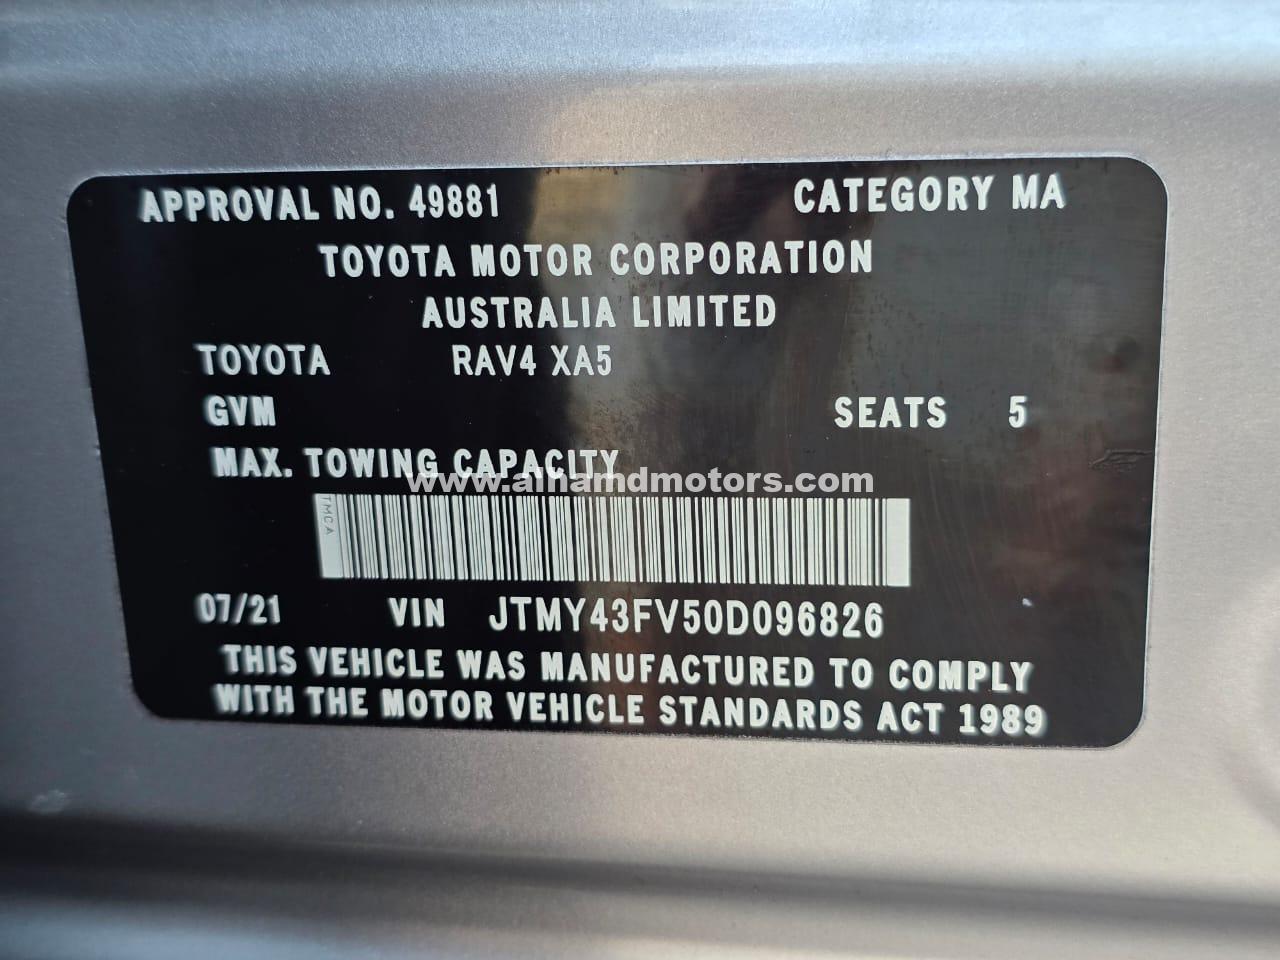 APPROVAL NO. 49881 CATEGORY MA
TOYOTA MOTOR CORPORATION
AUSTRALIA LIMITED
TOYOTA RAV4 XA5
GVM SEATS 5
MAX. TOWING CAPACITY
www.alhamdmotors.com
TMCA
07/21 VIN JTMY43FV50D096826
THIS VEHICLE WAS MANUFACTURED TO COMPLY
WITH THE MOTOR VEHICLE STANDARDS ACT 1989